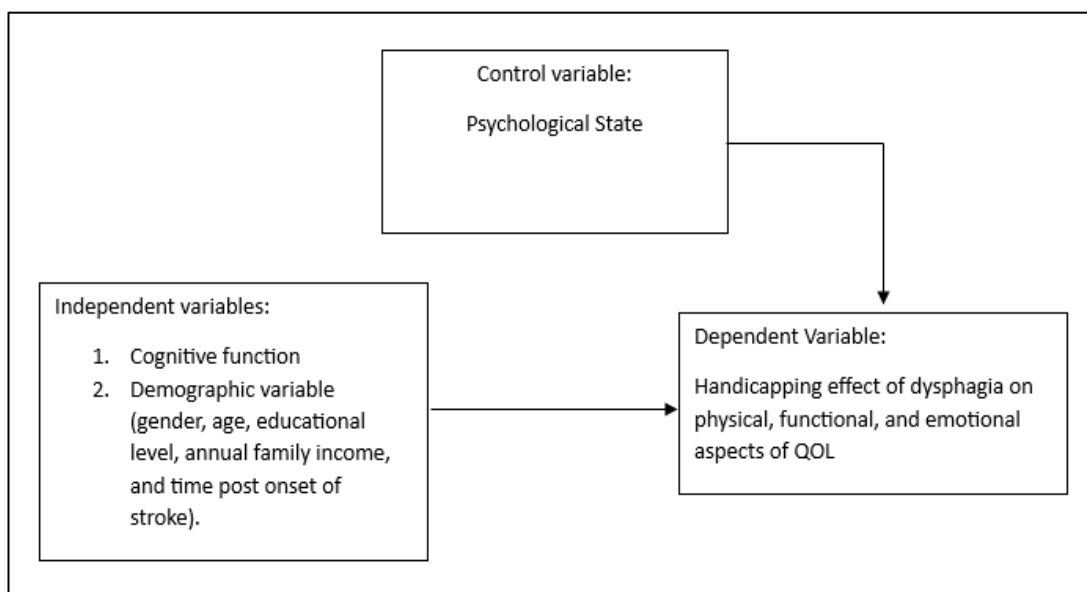 Control variable:
Psychological State
Independent variables:
1. Cognitive function
2. Demographic variable
(gender, age, educational
level, annual family income,
and time post onset of
stroke).
Dependent Variable:
Handicapping effect of dysphagia on
physical, functional, and emotional
aspects of QOL